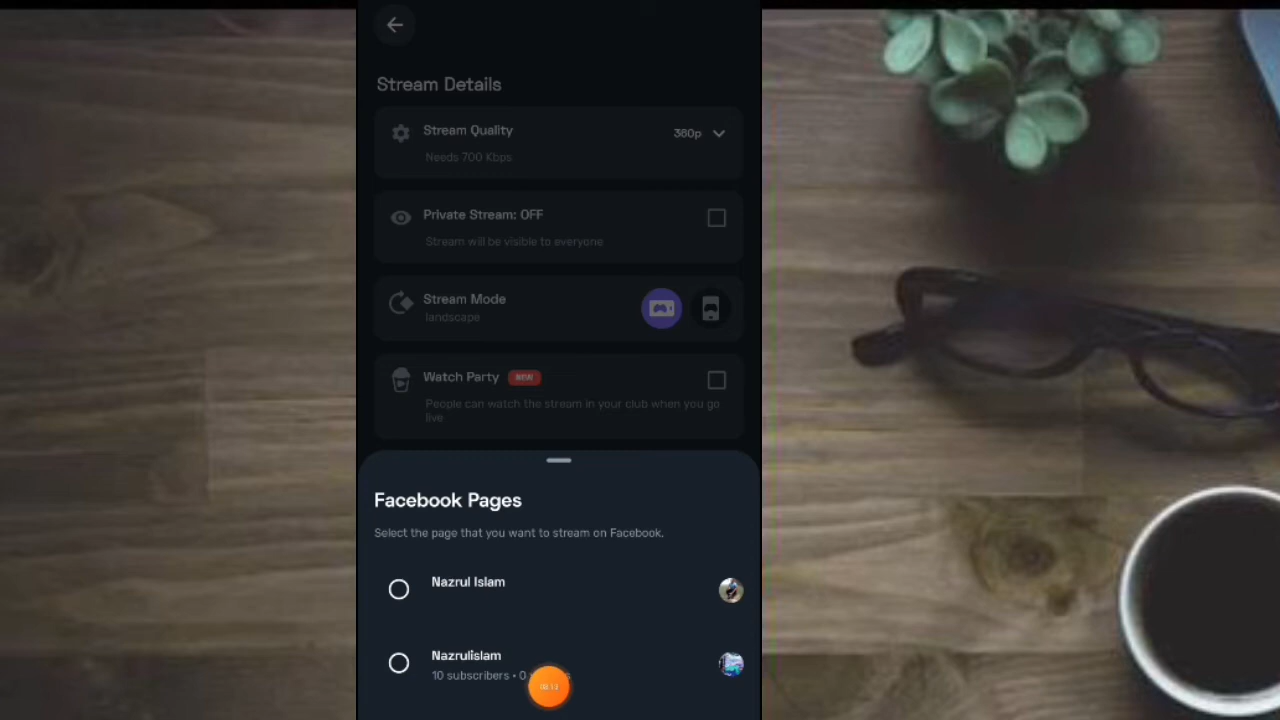 Stream Details
Stream Quality
360p
Needs 700 Kbps
Private Stream: OFF
Stream will be visible to everyone
Stream Mode
landscape
Watch Party NEW
People can watch the stream in your club when you go
live
Facebook Pages
Select the page that you want to stream on Facebook.
Nazrul Islam
Nazrulislam
10 subscribers • 0